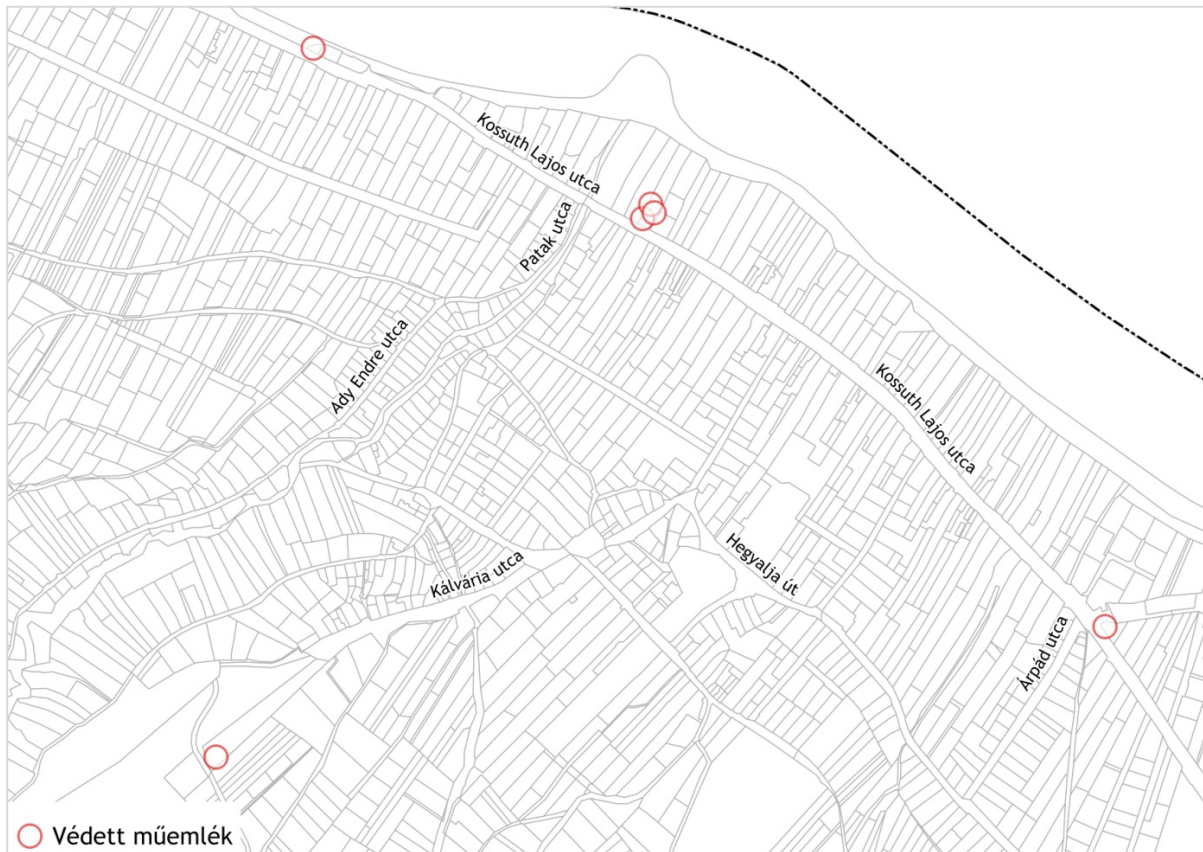 Kossuth Lajos utca
Patak utca
Ady Endre utca
Kossuth Lajos utca
Kálvária utca
Hegyalja út
Árpád utca
Védett műemlék